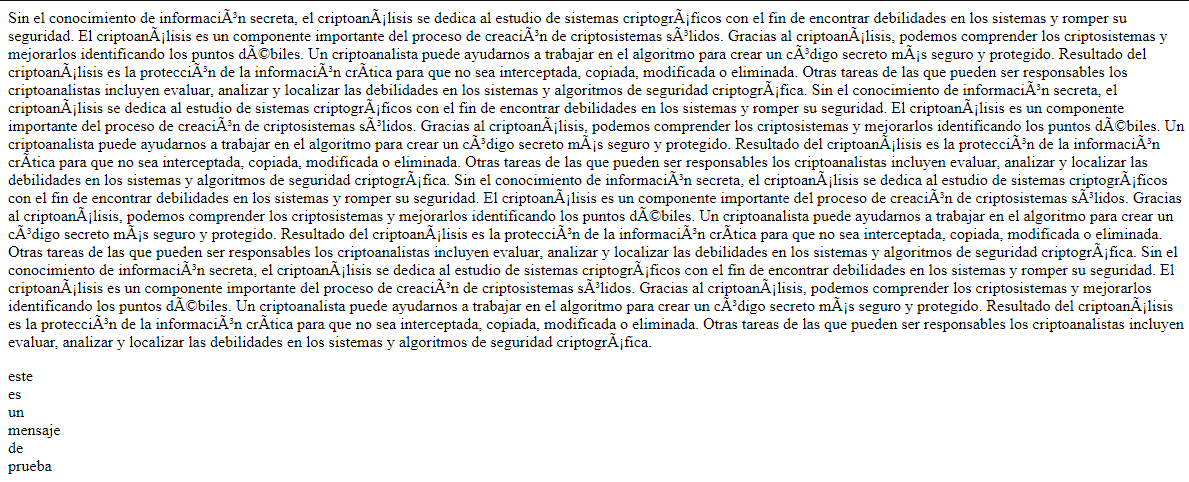 Sin el conocimiento de informaciÃ³n secreta, el criptoanÃ¡lisis se dedica al estudio de sistemas criptogrÃ¡ficos con el fin de encontrar debilidades en los sistemas y romper su
seguridad. El criptoanÃ¡lisis es un componente importante del proceso de creaciÃ³n de criptosistemas sÃ³lidos. Gracias al criptoanÃ¡lisis, podemos comprender los criptosistemas y
mejorarlos identificando los puntos dÃ©biles. Un criptoanalista puede ayudarnos a trabajar en el algoritmo para crear un cÃ³digo secreto mÃ¡s seguro y protegido. Resultado del
criptoanÃ¡lisis es la protecciÃ³n de la informaciÃ³n crÃtica para que no sea interceptada, copiada, modificada o eliminada. Otras tareas de las que pueden ser responsables los
criptoanalistas incluyen evaluar, analizar y localizar las debilidades en los sistemas y algoritmos de seguridad criptogrÃ¡fica. Sin el conocimiento de informaciÃ³n secreta, el
criptoanÃ¡lisis se dedica al estudio de sistemas criptogrÃ¡ficos con el fin de encontrar debilidades en los sistemas y romper su seguridad. El criptoanÃ¡lisis es un componente
importante del proceso de creaciÃ³n de criptosistemas sÃ³lidos. Gracias al criptoanÃ¡lisis, podemos comprender los criptosistemas y mejorarlos identificando los puntos dÃ©biles. Un
criptoanalista puede ayudarnos a trabajar en el algoritmo para crear un cÃ³digo secreto mÃ¡s seguro y protegido. Resultado del criptoanÃ¡lisis es la protecciÃ³n de la informaciÃ³n
crÃtica para que no sea interceptada, copiada, modificada o eliminada. Otras tareas de las que pueden ser responsables los criptoanalistas incluyen evaluar, analizar y localizar las
debilidades en los sistemas y algoritmos de seguridad criptogrÃ¡fica. Sin el conocimiento de informaciÃ³n secreta, el criptoanÃ¡lisis se dedica al estudio de sistemas criptogrÃ¡ficos
con el fin de encontrar debilidades en los sistemas y romper su seguridad. El criptoanÃ¡lisis es un componente importante del proceso de creaciÃ³n de criptosistemas sÃ³lidos. Gracias
al criptoanÃ¡lisis, podemos comprender los criptosistemas y mejorarlos identificando los puntos dÃ©biles. Un criptoanalista puede ayudarnos a trabajar en el algoritmo para crear un
cÃ³digo secreto mÃ¡s seguro y protegido. Resultado del criptoanÃ¡lisis es la protecciÃ³n de la informaciÃ³n crÃtica para que no sea interceptada, copiada, modificada o eliminada.
Otras tareas de las que pueden ser responsables los criptoanalistas incluyen evaluar, analizar y localizar las debilidades en los sistemas y algoritmos de seguridad criptogrÃ¡fica. Sin el
conocimiento de informaciÃ³n secreta, el criptoanÃ¡lisis se dedica al estudio de sistemas criptogrÃ¡ficos con el fin de encontrar debilidades en los sistemas y romper su seguridad. El
criptoanÃ¡lisis es un componente importante del proceso de creaciÃ³n de criptosistemas sÃ³lidos. Gracias al criptoanÃ¡lisis, podemos comprender los criptosistemas y mejorarlos
identificando los puntos dÃ©biles. Un criptoanalista puede ayudarnos a trabajar en el algoritmo para crear un cÃ³digo secreto mÃ¡s seguro y protegido. Resultado del criptoanÃ¡lisis
es la protecciÃ³n de la informaciÃ³n crÃtica para que no sea interceptada, copiada, modificada o eliminada. Otras tareas de las que pueden ser responsables los criptoanalistas incluyen
evaluar, analizar y localizar las debilidades en los sistemas y algoritmos de seguridad criptogrÃ¡fica.
este
es
un
mensaje
de
prueba